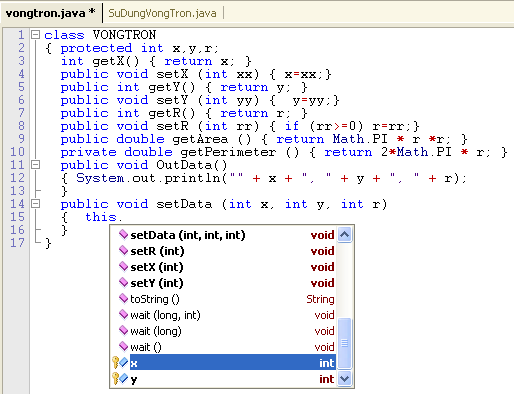 vongtron.java * SuDungVongTron.java
1 class VONGTRON
2 { protected int x,y,r;
3 int getX() { return x; }
4 public void setX (int xx) { x=xx;}
5 public int getY() { return y; }
6 public void setY (int yy) { y=yy;}
7 public int getR() { return r; }
8 public void setR (int rr) { if (rr>=0) r=rr;}
9 public double getArea () { return Math.PI * r *r; }
10 private double getPerimeter () { return 2*Math.PI * r; }
11 public void OutData()
12 { System.out.println("" + x + ", " + y + ", " + r);
13 }
14 public void setData (int x, int y, int r)
15 { this.
16 }
17 }
setData (int, int, int) void
setR (int) void
setX (int) void
setY (int) void
toString () String
wait (long, int) void
wait (long) void
wait () void
x int
y int